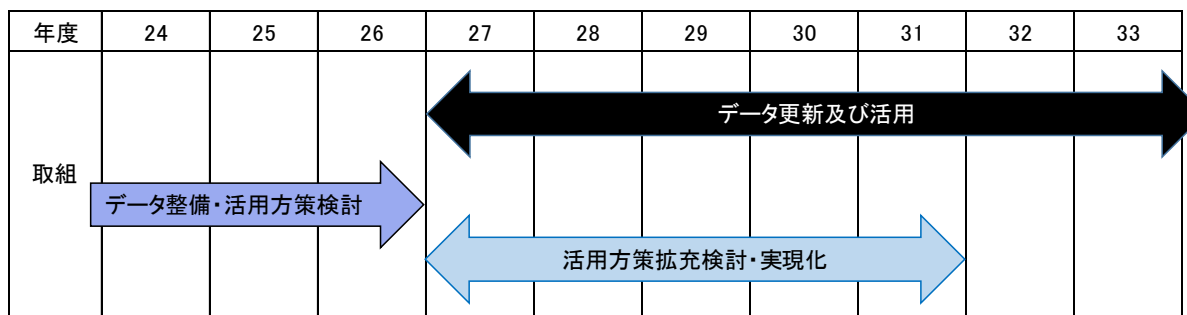 年度 24 25 26 27 28 29 30 31 32 33
データ更新及び活用
取組
データ整備・活用方策検討
活用方策拡充検討・実現化